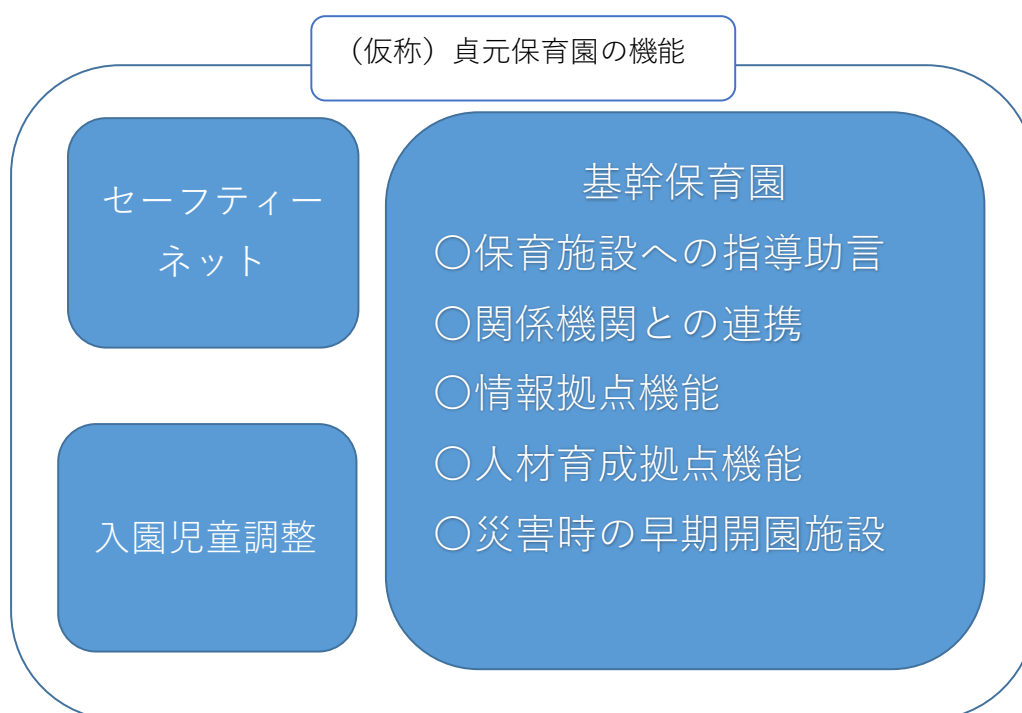 （仮称）貞元保育園の機能
セーフティー
ネット
入園児童調整
基幹保育園
〇保育施設への指導助言
〇関係機関との連携
〇情報拠点機能
〇人材育成拠点機能
〇災害時の早期開園施設